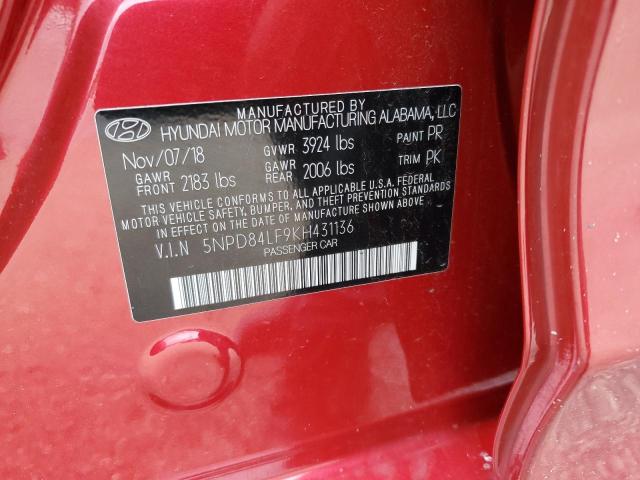 MANUFACTURED BY
HYUNDAI MOTOR MANUFACTURING ALABAMA, LLC
Nov/07/18 GVWR 3924 lbs PAINT PR
GAWR FRONT 2183 lbs GAWR REAR 2006 lbs TRIM PK
THIS VEHICLE CONFORMS TO ALL APPLICABLE U.S.A. FEDERAL
MOTOR VEHICLE SAFETY, BUMPER, AND THEFT PREVENTION STANDARDS
IN EFFECT ON THE DATE OF MANUFACTURE SHOWN ABOVE
V.I.N 5NPD84LF9KH431136
PASSENGER CAR